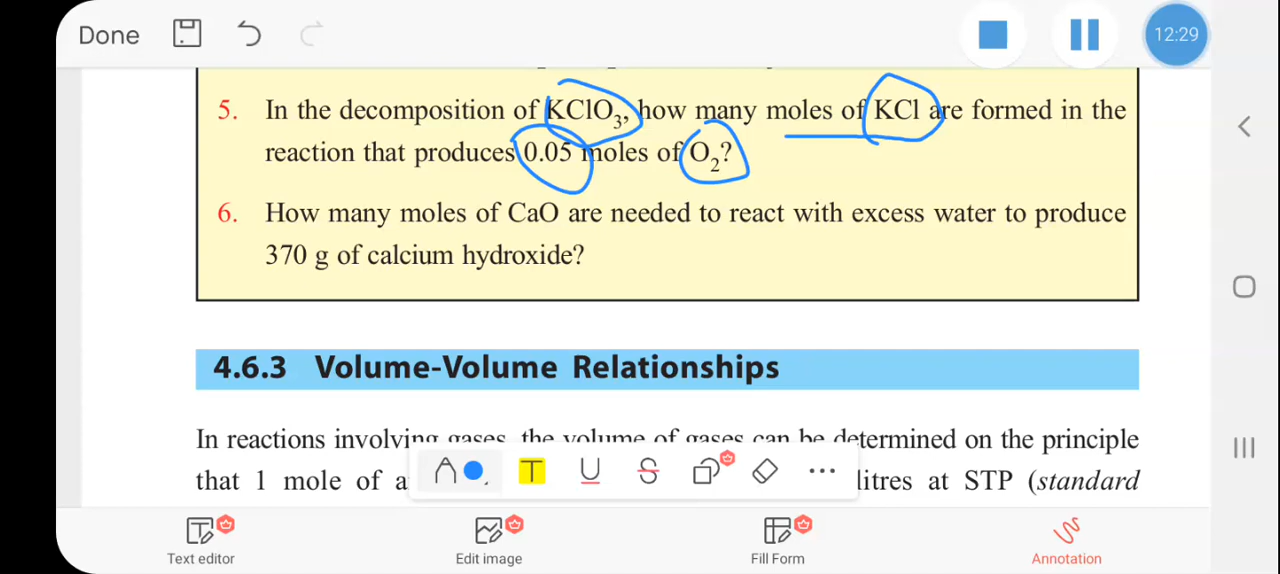 Done
12:29
5. In the decomposition of KClO3, how many moles of KCl are formed in the
reaction that produces 0.05 moles of O2?
6. How many moles of CaO are needed to react with excess water to produce
370 g of calcium hydroxide?
4.6.3 Volume-Volume Relationships
In reactions involving gases, the volume of gases can be determined on the principle
that 1 mole of a
litres at STP (standard
T U S
Text editor
Edit image
Fill Form
Annotation